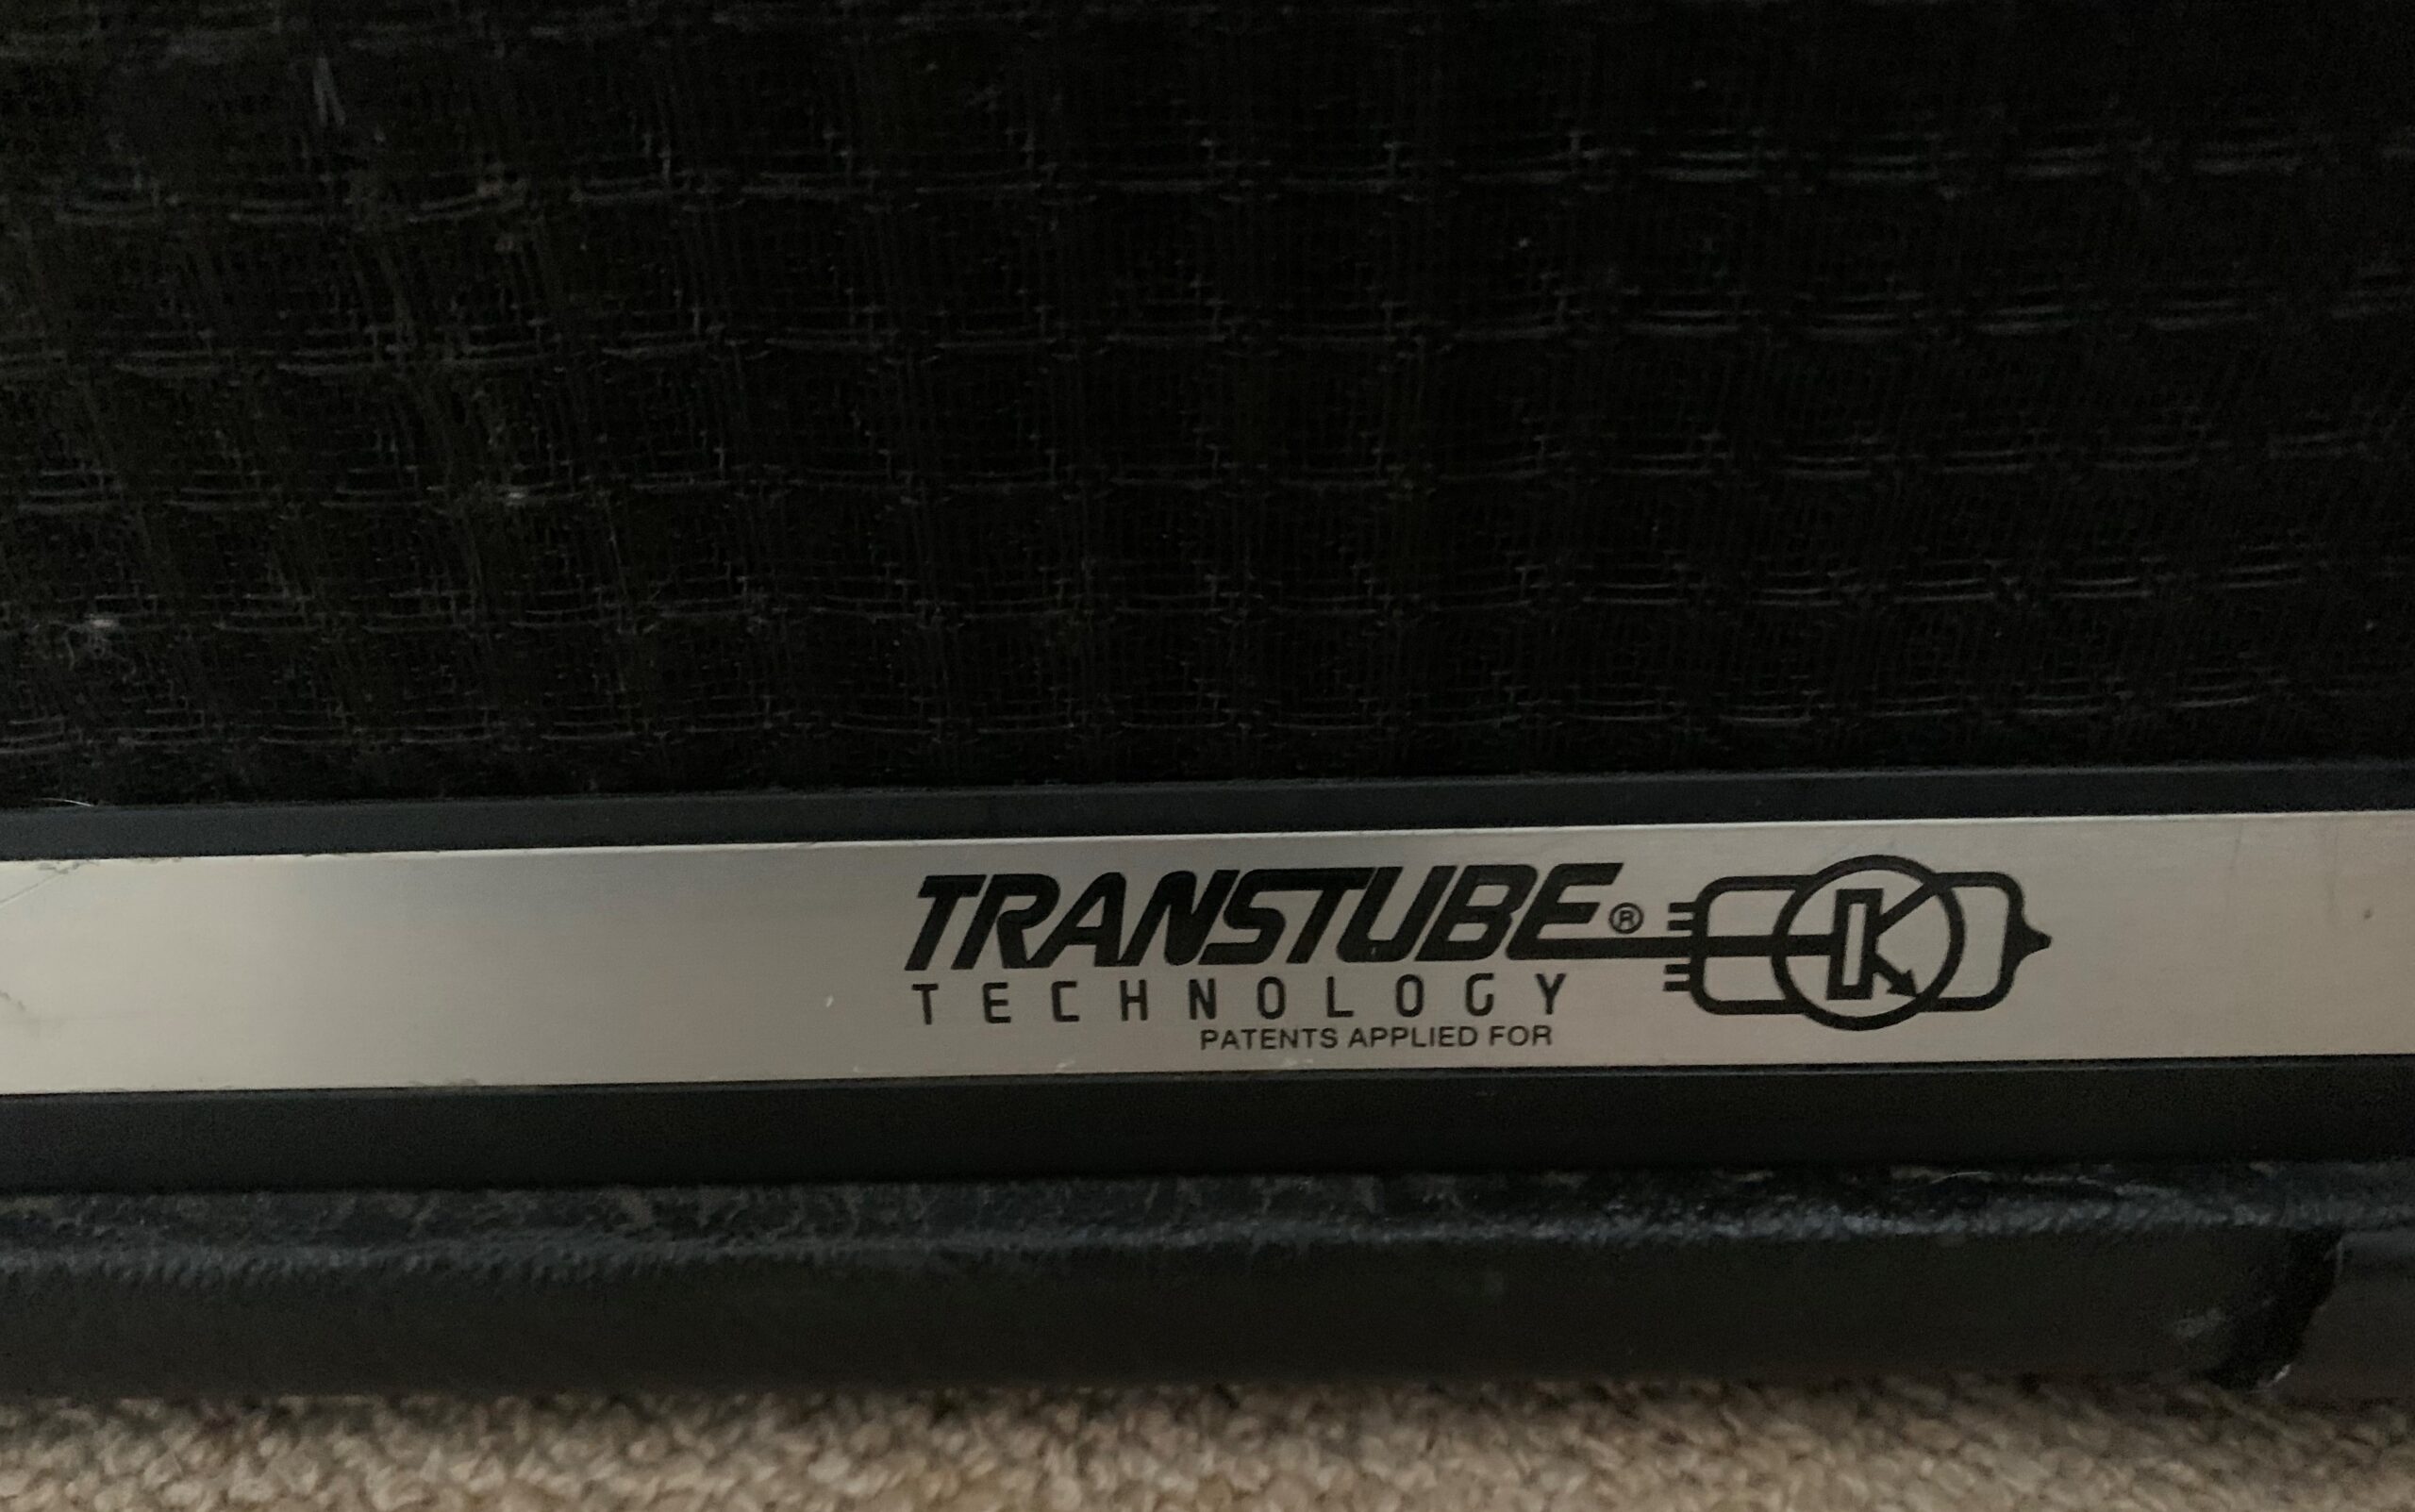 TRANSTUBE®
TECHNOLOGY
PATENTS APPLIED FOR